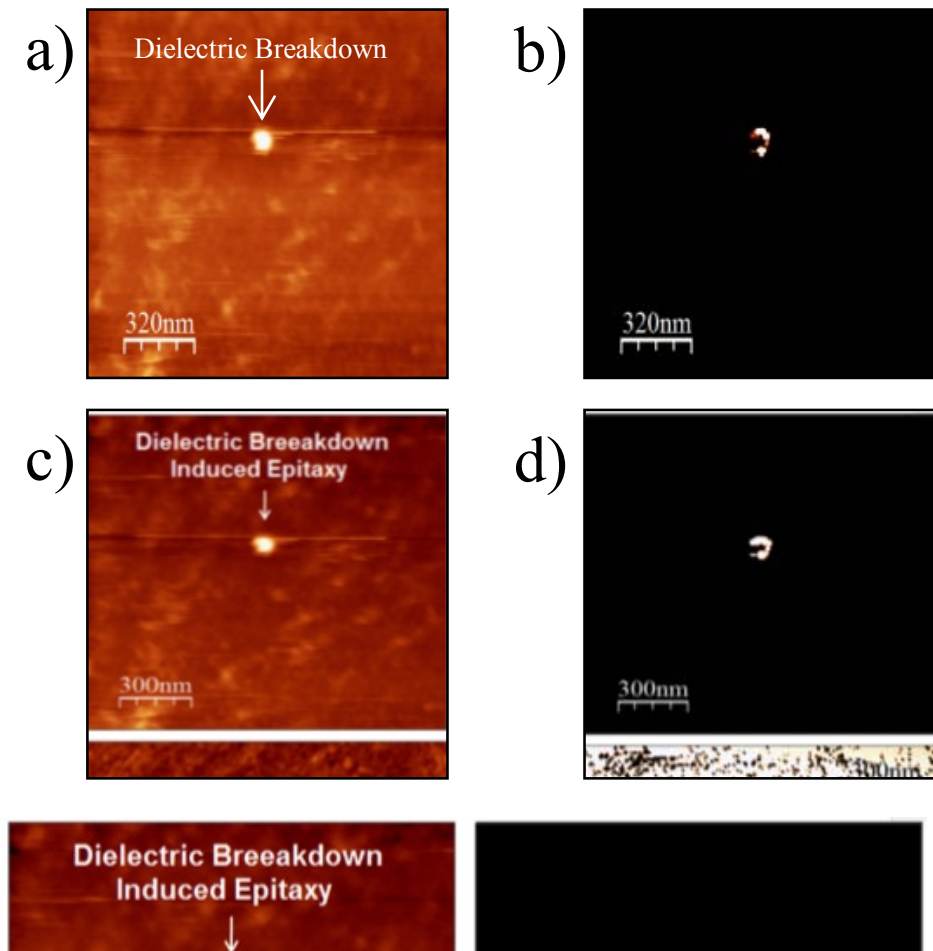 a)
Dielectric Breakdown
320nm
b)
320nm
c)
Dielectric Breeakdown
Induced Epitaxy
300nm
d)
300nm
Dielectric Breeakdown
Induced Epitaxy